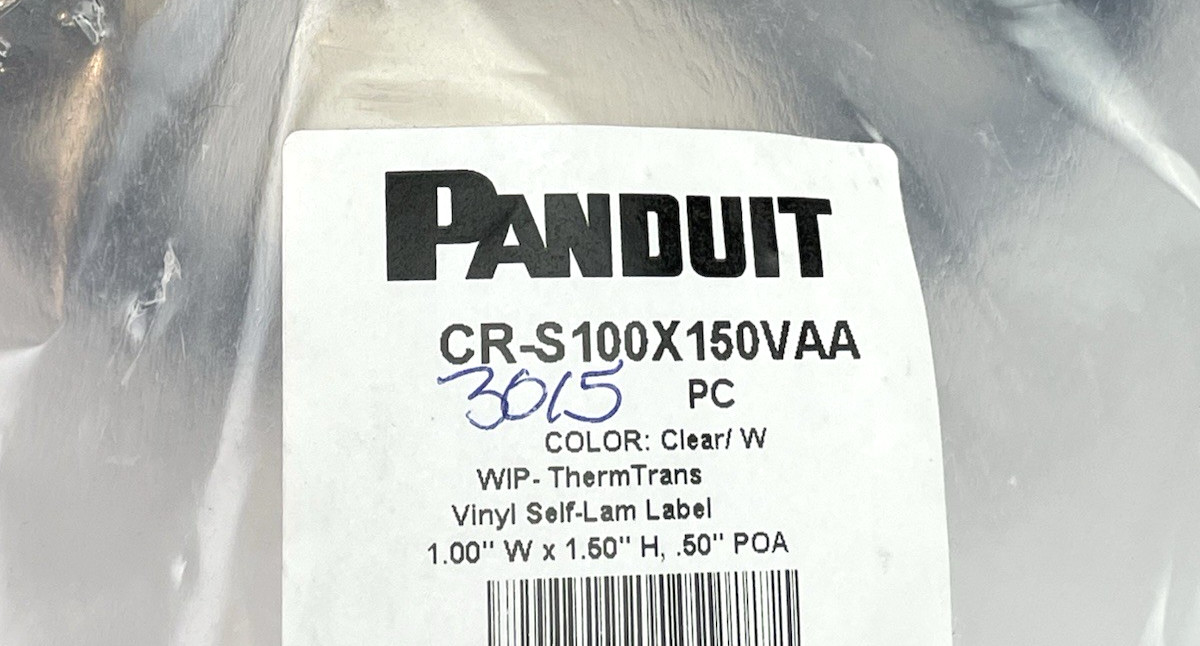 PANDUIT
CR-S100X150VAA
3015 PC
COLOR: Clear/ W
WIP- ThermTrans
Vinyl Self-Lam Label
1.00" W x 1.50" H, .50" POA